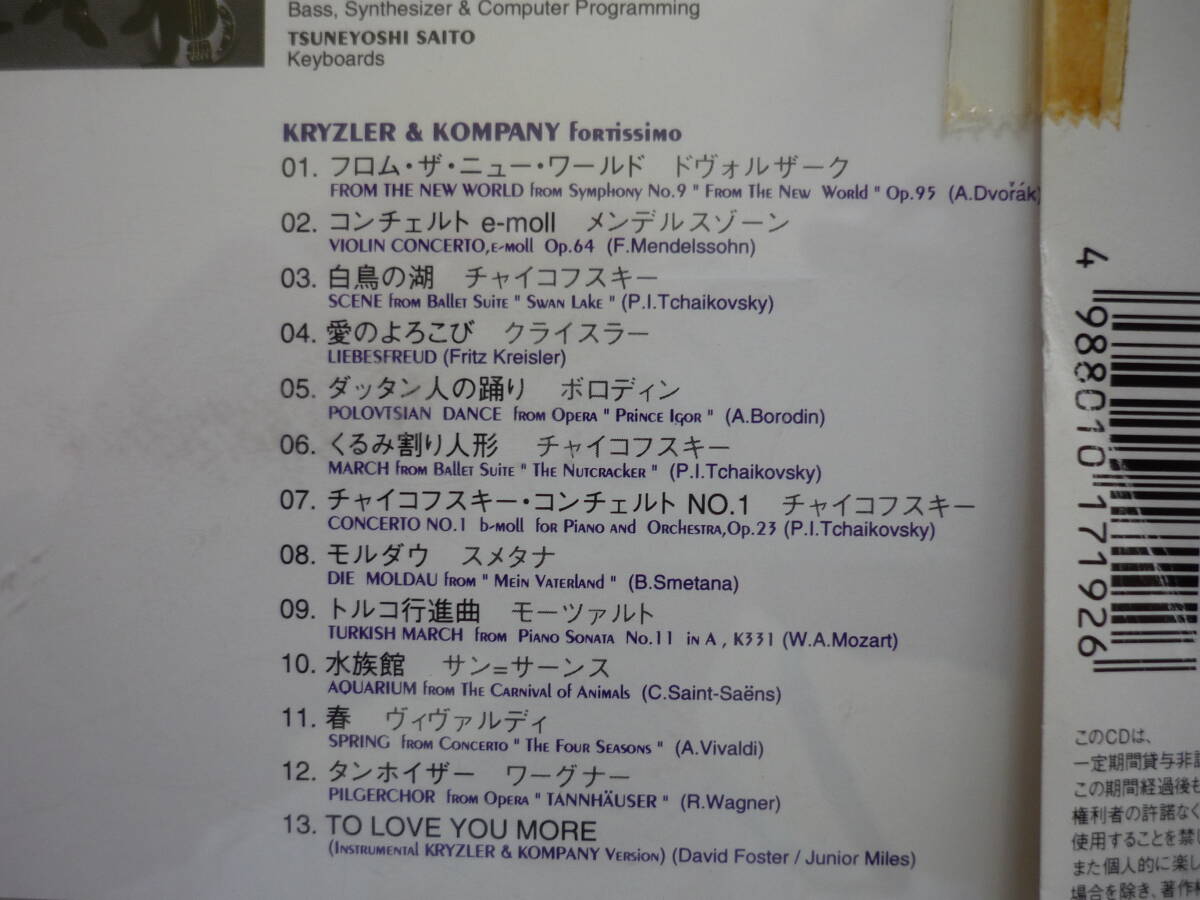 Bass, Synthesizer & Computer Programming
TSUNEYOSHI SAITO
Keyboards
KRYZLER & KOMPANY fortissimo
01. フロム・ザ・ニュー・ワールド ドヴォルザーク
FROM THE NEW WORLD from Symphony No.9 " From The New World " Op.95 (A.Dvořák)
02. コンチェルト e-moll メンデルスゾーン
VIOLIN CONCERTO, e-moll Op.64 (F.Mendelssohn)
03. 白鳥の湖 チャイコフスキー
SCENE from Ballet Suite " Swan Lake " (P.I.Tchaikovsky)
04. 愛のよろこび クライスラー
LIEBESFREUD (Fritz Kreisler)
05. ダッタン人の踊り ボロディン
POLOVTSIAN DANCE from Opera " Prince Igor " (A.Borodin)
06. くるみ割り人形 チャイコフスキー
MARCH from Ballet Suite " The Nutcracker " (P.I.Tchaikovsky)
07. チャイコフスキー・コンチェルト NO.1 チャイコフスキー
CONCERTO NO.1 b-moll for Piano and Orchestra, Op.23 (P.I.Tchaikovsky)
08. モルダウ スメタナ
DIE MOLDAU from " Mein Vaterland " (B.Smetana)
09. トルコ行進曲 モーツァルト
TURKISH MARCH from Piano Sonata No.11 in A , K331 (W.A.Mozart)
10. 水族館 サン=サーンス
AQUARIUM from The Carnival of Animals (C.Saint-Saëns)
11. 春 ヴィヴァルディ
SPRING from Concerto " The Four Seasons " (A.Vivaldi)
12. タンホイザー ワーグナー
PILGERCHOR from Opera " TANNHÄUSER " (R.Wagner)
13. TO LOVE YOU MORE
(Instrumental KRYZLER & KOMPANY Version) (David Foster / Junior Miles)
4 988010 171926
このCDは、
一定期間貸与非
この期間経過後も
権利者の許諾なく
使用することを禁
また個人的に楽し
場合を除き、著作